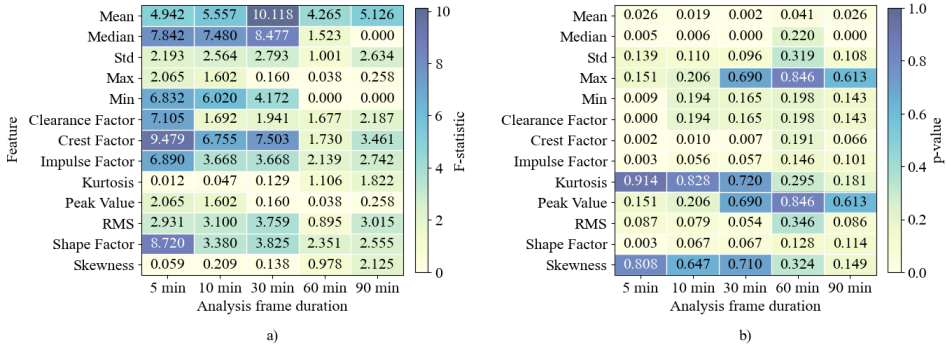 Mean 4.942 5.557 10.118 4.265 5.126
Median 7.842 7.480 8.477 1.523 0.000
Std 2.193 2.564 2.793 1.001 2.634
Max 2.065 1.602 0.160 0.038 0.258
Min 6.832 6.020 4.172 0.000 0.000
Clearance Factor 7.105 1.692 1.941 1.677 2.187
Crest Factor 9.479 6.755 7.503 1.730 3.461
Impulse Factor 6.890 3.668 3.668 2.139 2.742
Kurtosis 0.012 0.047 0.129 1.106 1.822
Peak Value 2.065 1.602 0.160 0.038 0.258
RMS 2.931 3.100 3.759 0.895 3.015
Shape Factor 8.720 3.380 3.825 2.351 2.555
Skewness 0.059 0.209 0.138 0.978 2.125
5 min 10 min 30 min 60 min 90 min
Analysis frame duration
Feature
10
8
6
4
2
0
F-statistic
a)
Mean 0.026 0.019 0.002 0.041 0.026
Median 0.005 0.006 0.000 0.220 0.000
Std 0.139 0.110 0.096 0.319 0.108
Max 0.151 0.206 0.690 0.846 0.613
Min 0.009 0.194 0.165 0.198 0.143
Clearance Factor 0.000 0.194 0.165 0.198 0.143
Crest Factor 0.002 0.010 0.007 0.191 0.066
Impulse Factor 0.003 0.056 0.057 0.146 0.101
Kurtosis 0.914 0.828 0.720 0.295 0.181
Peak Value 0.151 0.206 0.690 0.846 0.613
RMS 0.087 0.079 0.054 0.346 0.086
Shape Factor 0.003 0.067 0.067 0.128 0.114
Skewness 0.808 0.647 0.710 0.324 0.149
5 min 10 min 30 min 60 min 90 min
Analysis frame duration
1.0
0.8
0.6
0.4
0.2
0.0
p-value
b)